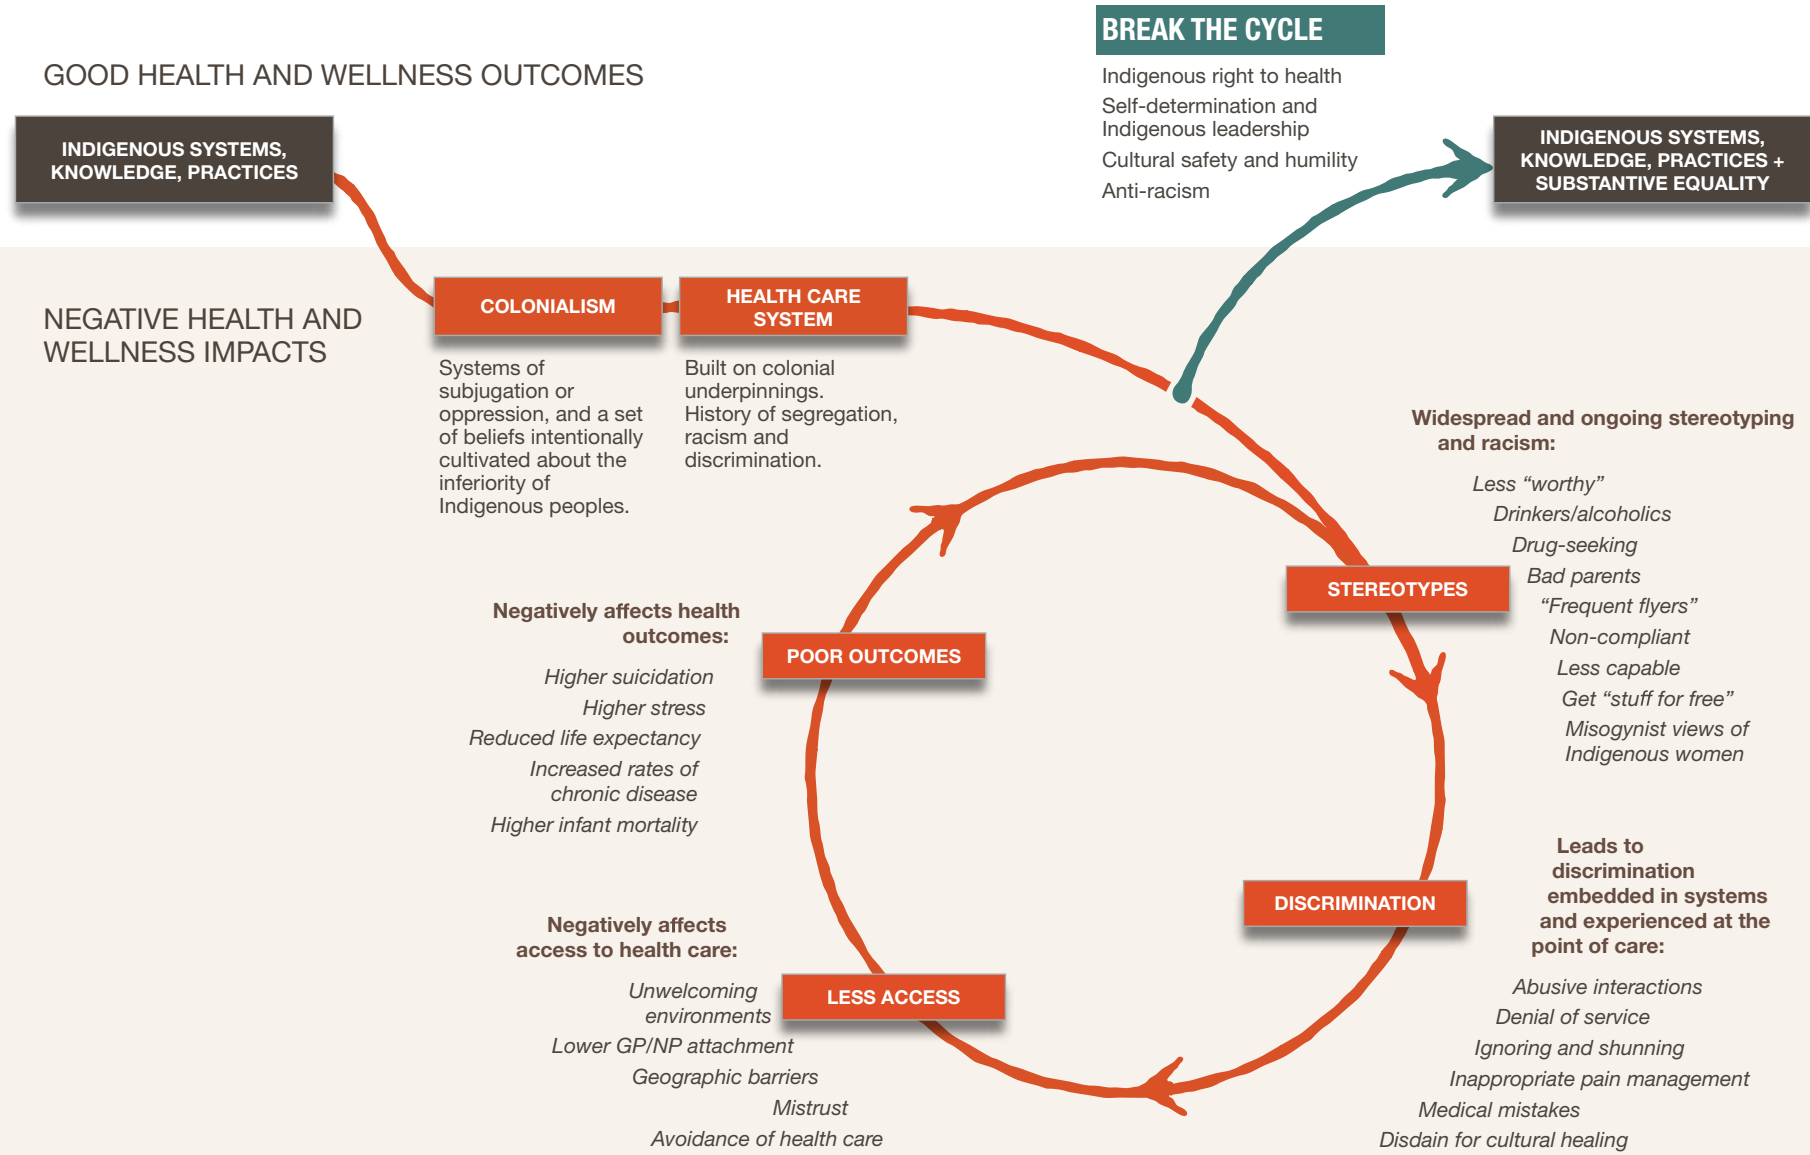 BREAK THE CYCLE
Indigenous right to health
Self-determination and
Indigenous leadership
Cultural safety and humility
Anti-racism
GOOD HEALTH AND WELLNESS OUTCOMES
INDIGENOUS SYSTEMS,
KNOWLEDGE, PRACTICES
INDIGENOUS SYSTEMS,
KNOWLEDGE, PRACTICES +
SUBSTANTIVE EQUALITY
NEGATIVE HEALTH AND
WELLNESS IMPACTS
COLONIALISM
Systems of
subjugation or
oppression, and a set
of beliefs intentionally
cultivated about the
inferiority of
Indigenous peoples.
HEALTH CARE
SYSTEM
Built on colonial
underpinnings.
History of segregation,
racism and
discrimination.
Widespread and ongoing stereotyping
and racism:
Less “worthy”
Drinkers/alcoholics
Drug-seeking
Bad parents
“Frequent flyers”
Non-compliant
Less capable
Get “stuff for free”
Misogynist views of
Indigenous women
STEREOTYPES
Leads to
discrimination
embedded in systems
and experienced at the
point of care:
Abusive interactions
Denial of service
Ignoring and shunning
Inappropriate pain management
Medical mistakes
Disdain for cultural healing
DISCRIMINATION
Negatively affects
access to health care:
Unwelcoming
environments
Lower GP/NP attachment
Geographic barriers
Mistrust
Avoidance of health care
LESS ACCESS
Negatively affects health
outcomes:
Higher suicidation
Higher stress
Reduced life expectancy
Increased rates of
chronic disease
Higher infant mortality
POOR OUTCOMES